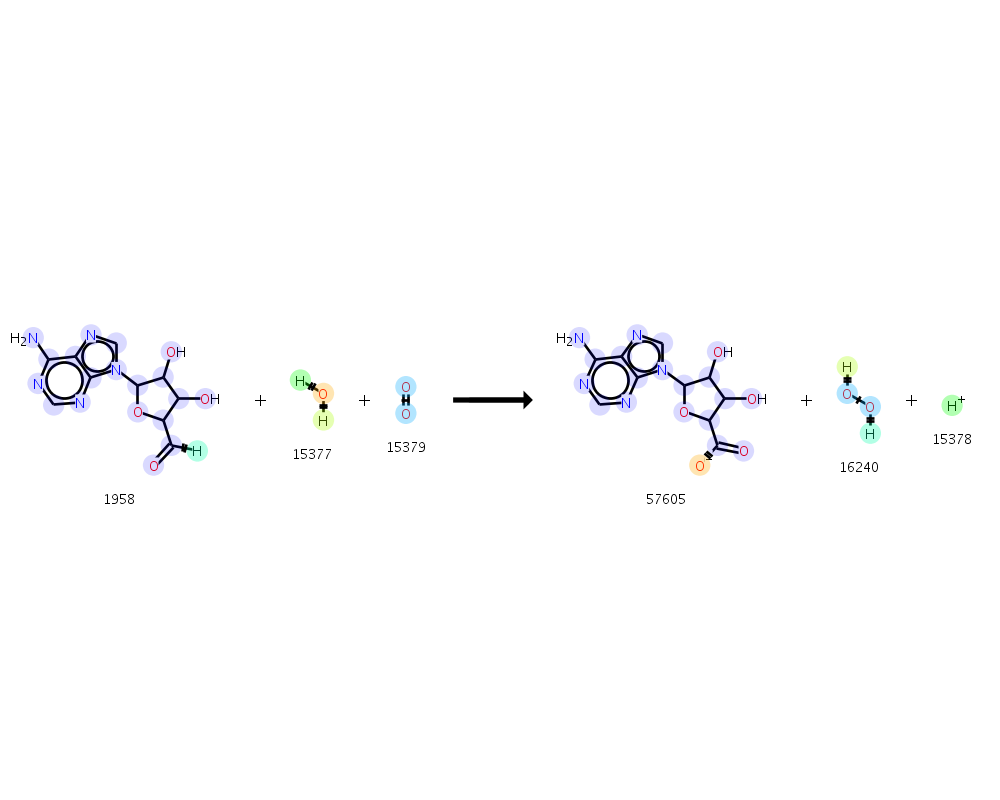 H₂N N N N N O OH OH O H
+
H O H
15377
+
O O
15379
1958
H₂N N N N N O OH OH O O⁻
57605
+
H O O H
16240
+
H⁺
15378